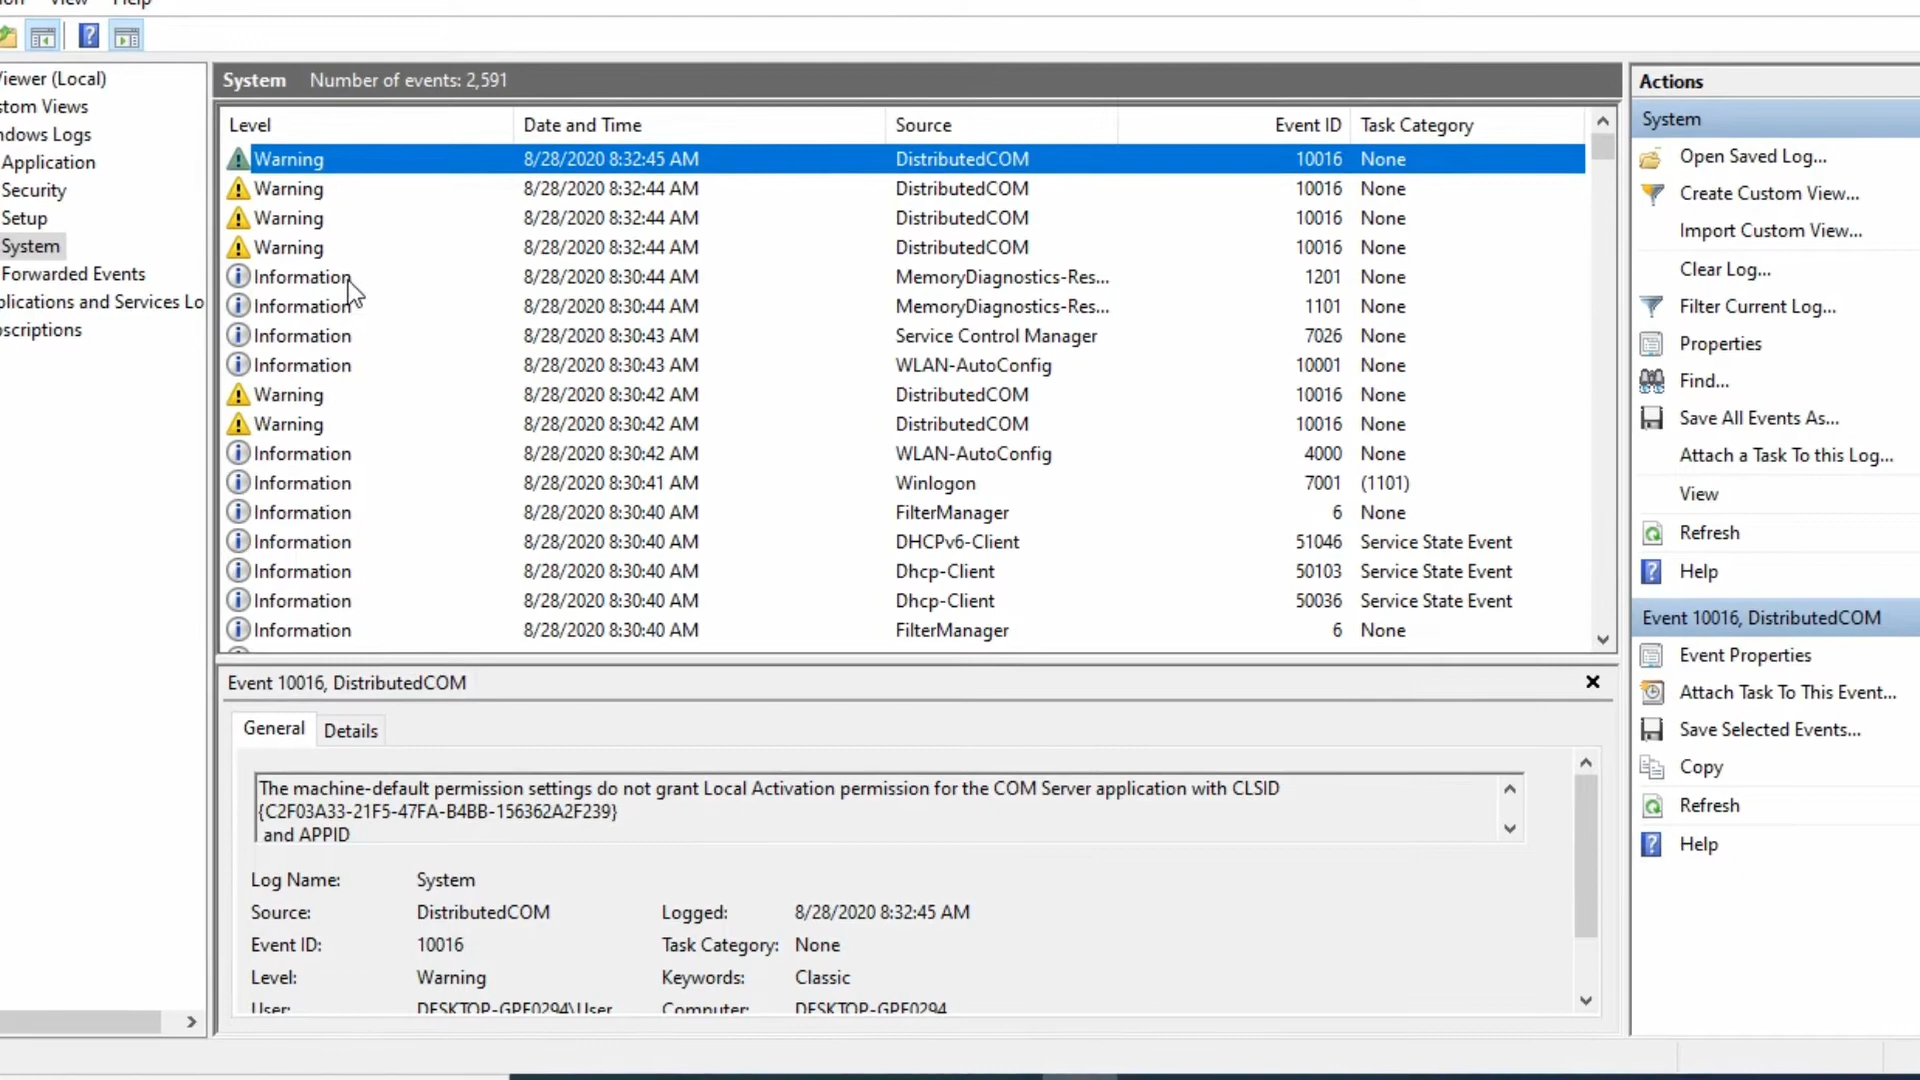 View
Help
Viewer (Local)
stom Views
ndows Logs
Application
Security
Setup
System
Forwarded Events
plications and Services Lo
bscriptions
System Number of events: 2,591
Level Date and Time Source Event ID Task Category
Warning 8/28/2020 8:32:45 AM DistributedCOM 10016 None
Warning 8/28/2020 8:32:44 AM DistributedCOM 10016 None
Warning 8/28/2020 8:32:44 AM DistributedCOM 10016 None
Warning 8/28/2020 8:32:44 AM DistributedCOM 10016 None
Information 8/28/2020 8:30:44 AM MemoryDiagnostics-Res... 1201 None
Information 8/28/2020 8:30:44 AM MemoryDiagnostics-Res... 1101 None
Information 8/28/2020 8:30:43 AM Service Control Manager 7026 None
Information 8/28/2020 8:30:43 AM WLAN-AutoConfig 10001 None
Warning 8/28/2020 8:30:42 AM DistributedCOM 10016 None
Warning 8/28/2020 8:30:42 AM DistributedCOM 10016 None
Information 8/28/2020 8:30:42 AM WLAN-AutoConfig 4000 None
Information 8/28/2020 8:30:41 AM Winlogon 7001 (1101)
Information 8/28/2020 8:30:40 AM FilterManager 6 None
Information 8/28/2020 8:30:40 AM DHCPv6-Client 51046 Service State Event
Information 8/28/2020 8:30:40 AM Dhcp-Client 50103 Service State Event
Information 8/28/2020 8:30:40 AM Dhcp-Client 50036 Service State Event
Information 8/28/2020 8:30:40 AM FilterManager 6 None
Event 10016, DistributedCOM
General Details
The machine-default permission settings do not grant Local Activation permission for the COM Server application with CLSID
{C2F03A33-21F5-47FA-B4BB-156362A2F239}
and APPID
Log Name: System
Source: DistributedCOM Logged: 8/28/2020 8:32:45 AM
Event ID: 10016 Task Category: None
Level: Warning Keywords: Classic
User: DESKTOP-GPE0294\User Computer: DESKTOP-GPE0294
Actions
System
Open Saved Log...
Create Custom View...
Import Custom View...
Clear Log...
Filter Current Log...
Properties
Find...
Save All Events As...
Attach a Task To this Log...
View
Refresh
Help
Event 10016, DistributedCOM
Event Properties
Attach Task To This Event...
Save Selected Events...
Copy
Refresh
Help